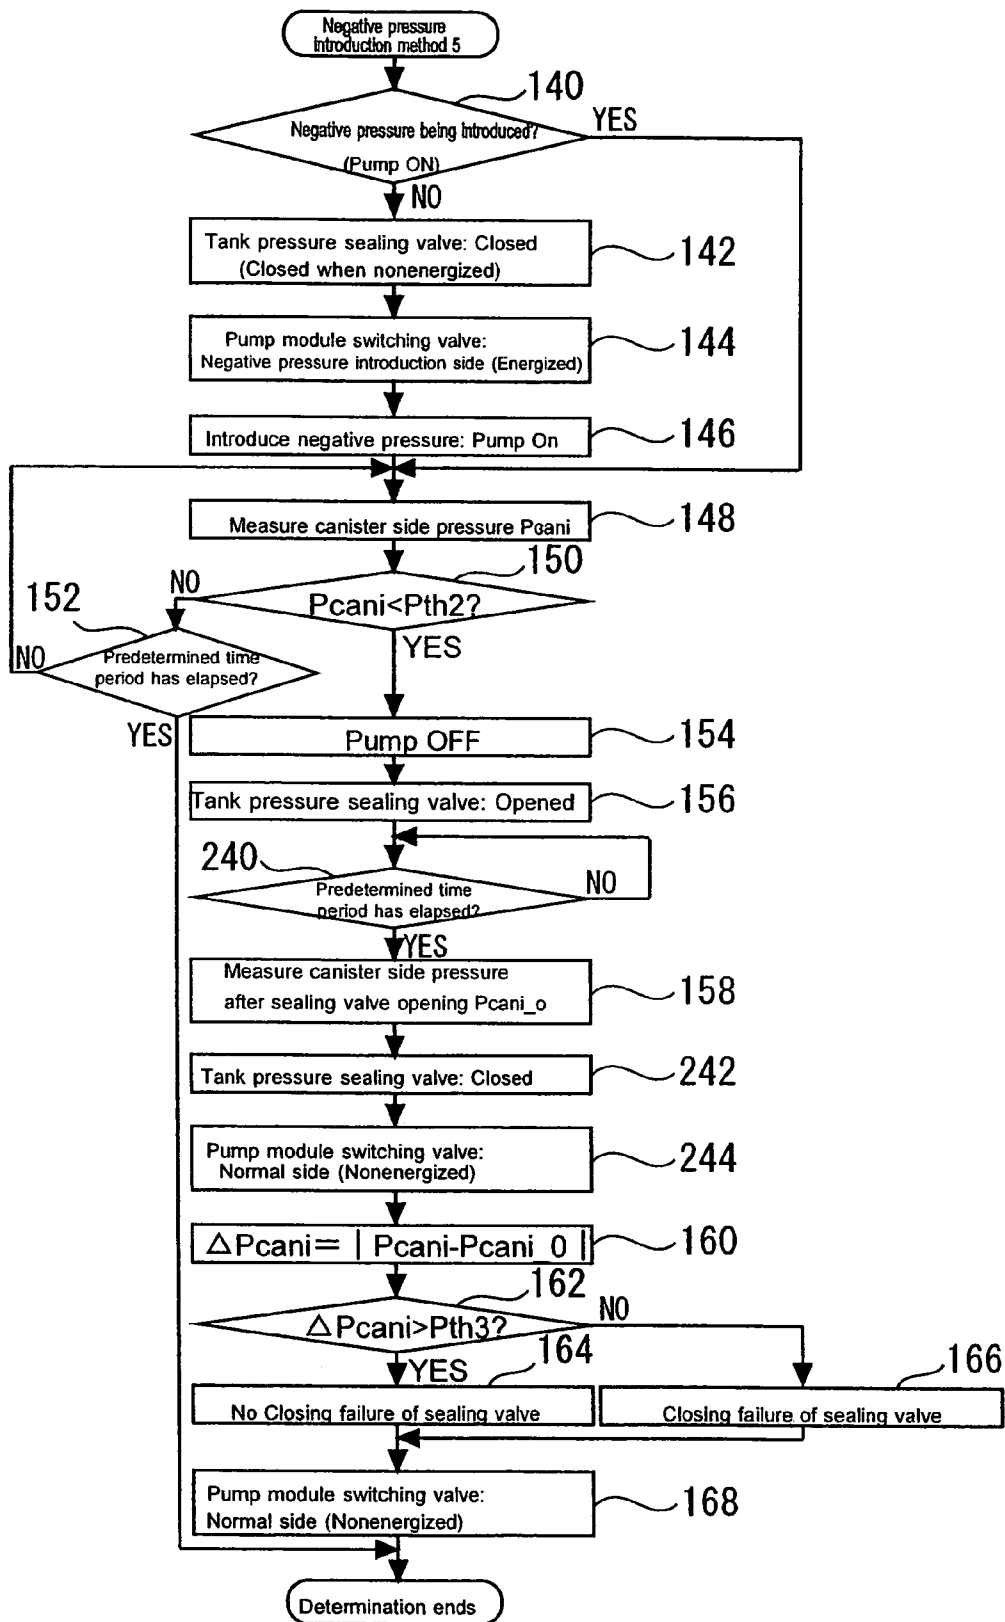 Negative pressure
introduction method 5
140
Negative pressure being introduced?
(Pump ON)
YES
NO
Tank pressure sealing valve: Closed
(Closed when nonenergized)
142
Pump module switching valve:
Negative pressure introduction side (Energized)
144
Introduce negative pressure: Pump On
146
Measure canister side pressure Pcani
148
150
Pcani<Pth2?
NO
YES
152
Predetermined time
period has elapsed?
NO
YES
Pump OFF
154
Tank pressure sealing valve: Opened
156
240
Predetermined time
period has elapsed?
NO
YES
Measure canister side pressure
after sealing valve opening Pcani_o
158
Tank pressure sealing valve: Closed
242
Pump module switching valve:
Normal side (Nonenergized)
244
△Pcani=｜Pcani-Pcani_0｜
160
162
△Pcani>Pth3?
NO
YES
164
No Closing failure of sealing valve
166
Closing failure of sealing valve
Pump module switching valve:
Normal side (Nonenergized)
168
Determination ends